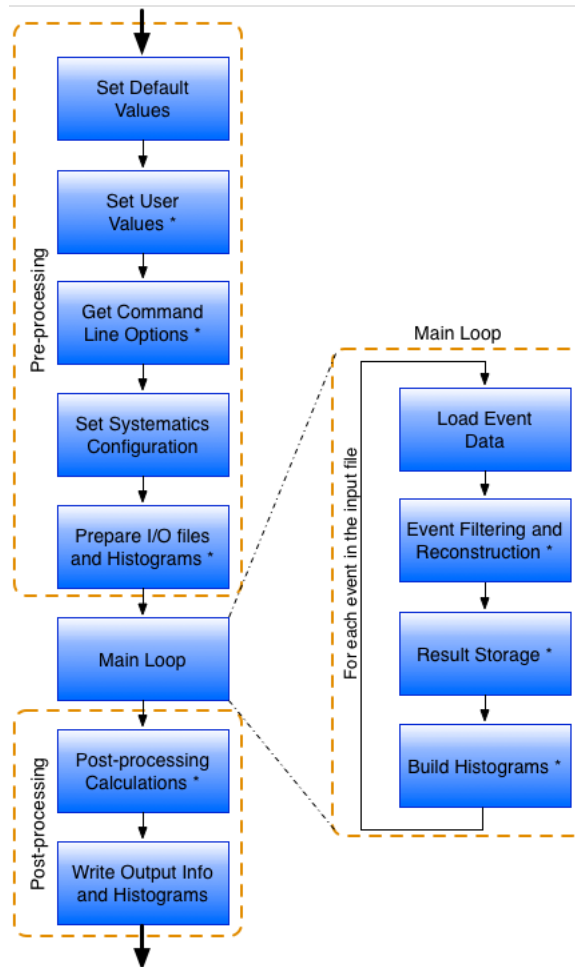 Set Default
Values
Set User
Values *
Get Command
Line Options *
Set Systematics
Configuration
Prepare I/O files
and Histograms *
Pre-processing
Main Loop
Post-processing
Calculations *
Write Output Info
and Histograms
Post-processing
Main Loop
Load Event
Data
Event Filtering and
Reconstruction *
Result Storage *
Build Histograms *
For each event in the input file